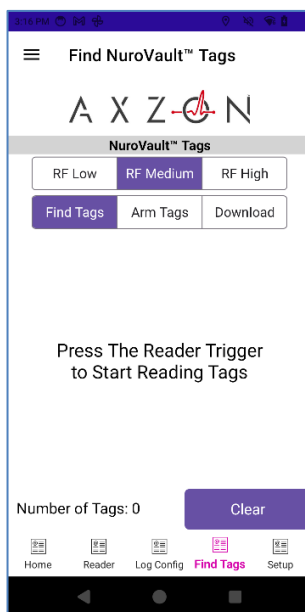 3:16 PM
Find NuroVault™ Tags
AXZON
NuroVault™ Tags
RF Low RF Medium RF High
Find Tags Arm Tags Download
Press The Reader Trigger
to Start Reading Tags
Number of Tags: 0 Clear
Home Reader Log Config Find Tags Setup